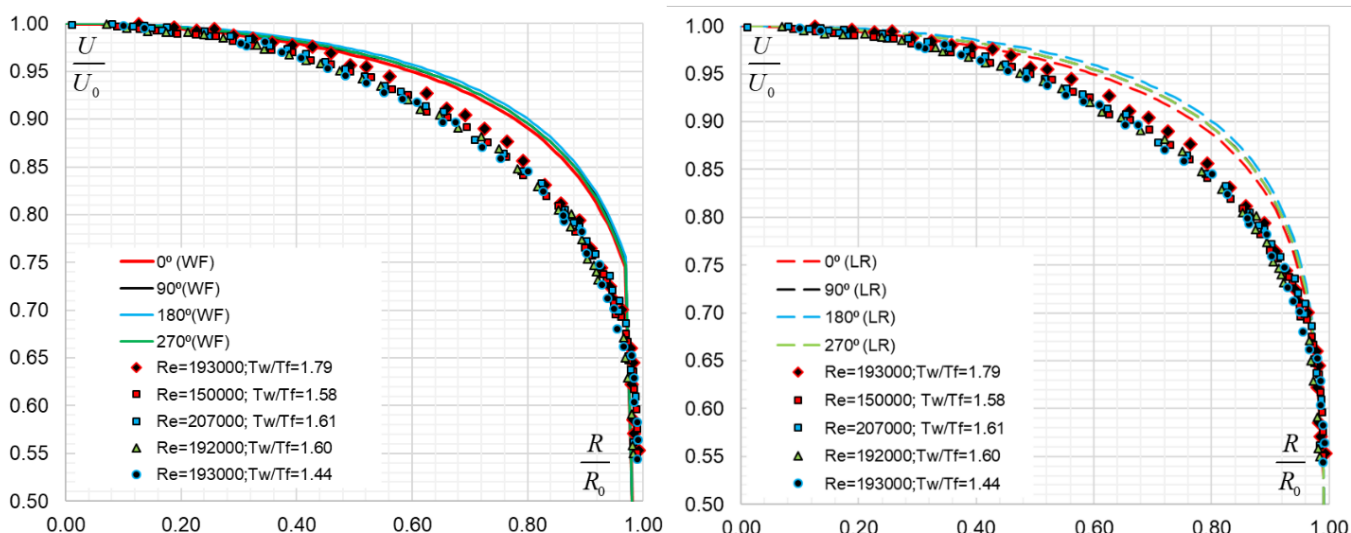 1.00
0.95
0.90
0.85
0.80
0.75
0.70
0.65
0.60
0.55
0.50
U
U0
0º (WF)
90º(WF)
180º(WF)
270º(WF)
Re=193000;Tw/Tf=1.79
Re=150000; Tw/Tf=1.58
Re=207000; Tw/Tf=1.61
Re=192000;Tw/Tf=1.60
Re=193000;Tw/Tf=1.44
R
R0
0.00 0.20 0.40 0.60 0.80 1.00
1.00
0.95
0.90
0.85
0.80
0.75
0.70
0.65
0.60
0.55
0.50
U
U0
0º (LR)
90º (LR)
180º (LR)
270º (LR)
Re=193000;Tw/Tf=1.79
Re=150000; Tw/Tf=1.58
Re=207000; Tw/Tf=1.61
Re=192000;Tw/Tf=1.60
Re=193000;Tw/Tf=1.44
R
R0
0.00 0.20 0.40 0.60 0.80 1.00